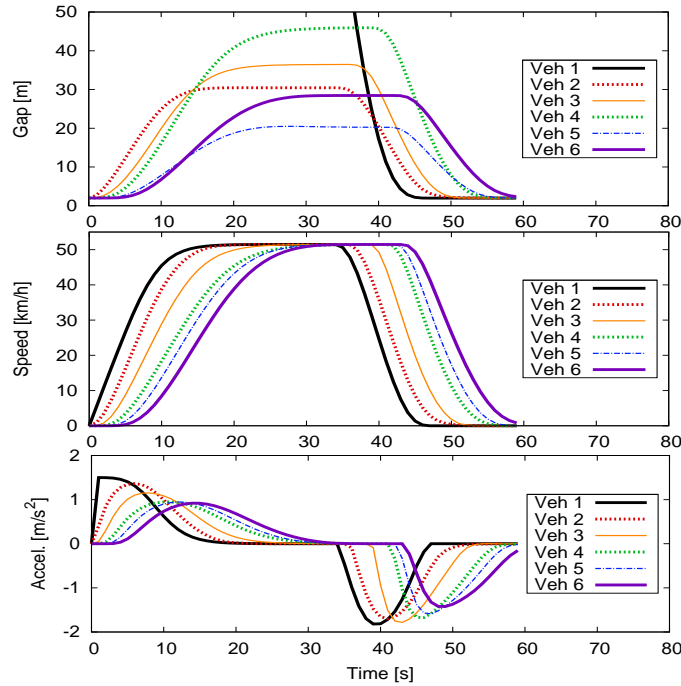 50
40
30
20
10
0
Gap [m]
Veh 1
Veh 2
Veh 3
Veh 4
Veh 5
Veh 6
0 10 20 30 40 50 60 70 80
50
40
30
20
10
0
Speed [km/h]
Veh 1
Veh 2
Veh 3
Veh 4
Veh 5
Veh 6
0 10 20 30 40 50 60 70 80
2
1
0
-1
-2
Accel. [m/s²]
Veh 1
Veh 2
Veh 3
Veh 4
Veh 5
Veh 6
0 10 20 30 40 50 60 70 80
Time [s]